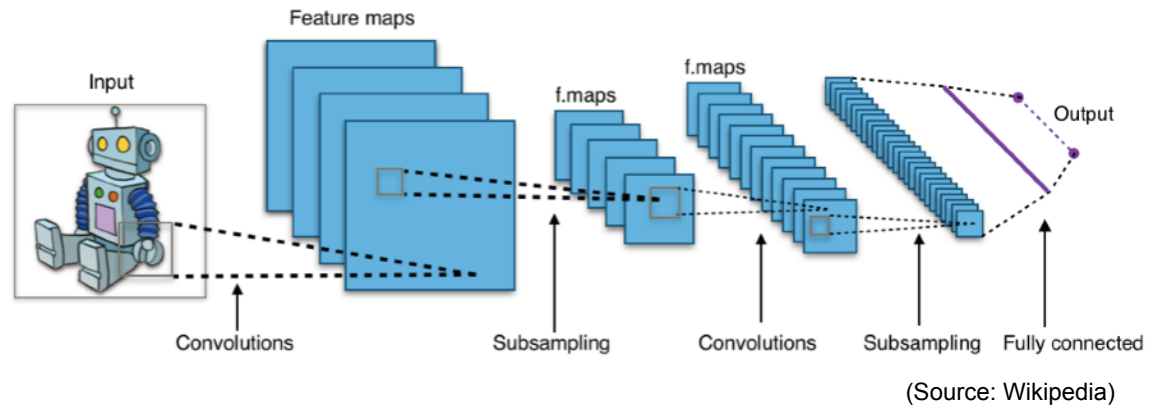 Feature maps
Input
f.maps
f.maps
Output
Convolutions
Subsampling
Convolutions
Subsampling
Fully connected
(Source: Wikipedia)